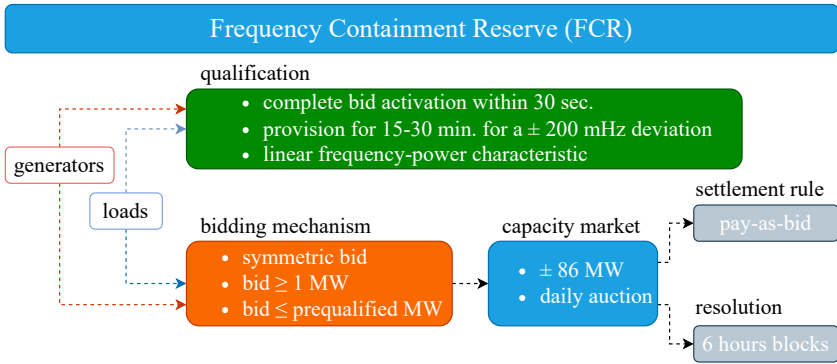 Frequency Containment Reserve (FCR)
qualification
• complete bid activation within 30 sec.
• provision for 15-30 min. for a ± 200 mHz deviation
• linear frequency-power characteristic
generators
loads
bidding mechanism
• symmetric bid
• bid ≥ 1 MW
• bid ≤ prequalified MW
capacity market
• ± 86 MW
• daily auction
settlement rule
pay-as-bid
resolution
6 hours blocks